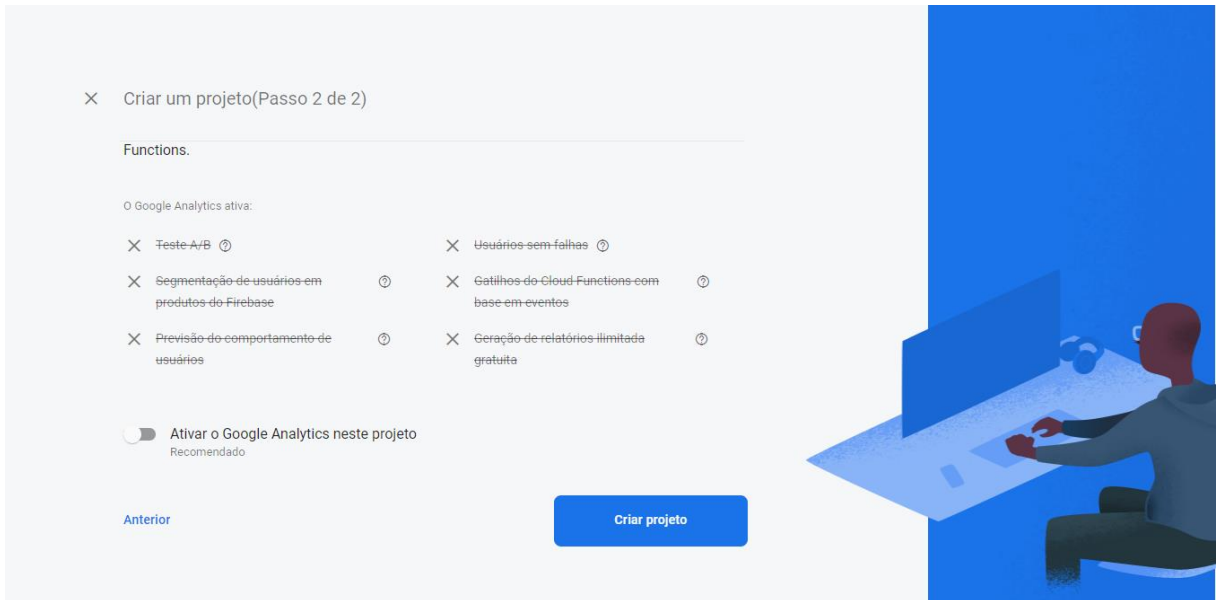 Criar um projeto(Passo 2 de 2)
Functions.
O Google Analytics ativa:
Teste A/B
Usuários sem falhas
Segmentação de usuários em
produtos do Firebase
Gatilhos do Cloud Functions com
base em eventos
Previsão do comportamento de
usuários
Geração de relatórios ilimitada
gratuita
Ativar o Google Analytics neste projeto
Recomendado
Anterior
Criar projeto